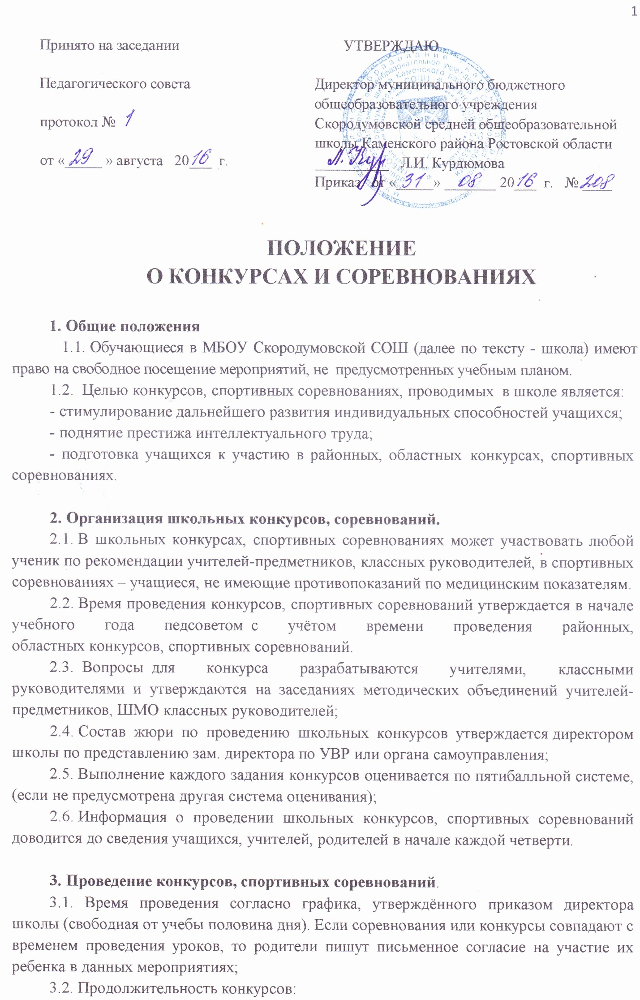 1
Принято на заседании
Педагогического совета
протокол № 1
от «29» августа 2016 г.
УТВЕРЖДАЮ
Директор муниципального бюджетного
общеобразовательного учреждения
Скородумовской средней общеобразовательной
школы Каменского района Ростовской области
Л.И. Курдюмова
Приказ от «31» 08 2016 г. № 208
ПОЛОЖЕНИЕ
О КОНКУРСАХ И СОРЕВНОВАНИЯХ
1. Общие положения
1.1. Обучающиеся в МБОУ Скородумовской СОШ (далее по тексту - школа) имеют
право на свободное посещение мероприятий, не предусмотренных учебным планом.
1.2. Целью конкурсов, спортивных соревнованиях, проводимых в школе является:
- стимулирование дальнейшего развития индивидуальных способностей учащихся;
- поднятие престижа интеллектуального труда;
- подготовка учащихся к участию в районных, областных конкурсах, спортивных
соревнованиях.
2. Организация школьных конкурсов, соревнований.
2.1. В школьных конкурсах, спортивных соревнованиях может участвовать любой
ученик по рекомендации учителей-предметников, классных руководителей, в спортивных
соревнованиях – учащиеся, не имеющие противопоказаний по медицинским показателям.
2.2. Время проведения конкурсов, спортивных соревнований утверждается в начале
учебного года педсоветом с учётом времени проведения районных,
областных конкурсов, спортивных соревнований.
2.3. Вопросы для конкурса разрабатываются учителями, классными
руководителями и утверждаются на заседаниях методических объединений учителей-
предметников, ШМО классных руководителей;
2.4. Состав жюри по проведению школьных конкурсов утверждается директором
школы по представлению зам. директора по УВР или органа самоуправления;
2.5. Выполнение каждого задания конкурсов оценивается по пятибалльной системе,
(если не предусмотрена другая система оценивания);
2.6. Информация о проведении школьных конкурсов, спортивных соревнований
доводится до сведения учащихся, учителей, родителей в начале каждой четверти.
3. Проведение конкурсов, спортивных соревнований.
3.1. Время проведения согласно графика, утверждённого приказом директора
школы (свободная от учебы половина дня). Если соревнования или конкурсы совпадают с
временем проведения уроков, то родители пишут письменное согласие на участие их
ребенка в данных мероприятиях;
3.2. Продолжительность конкурсов: